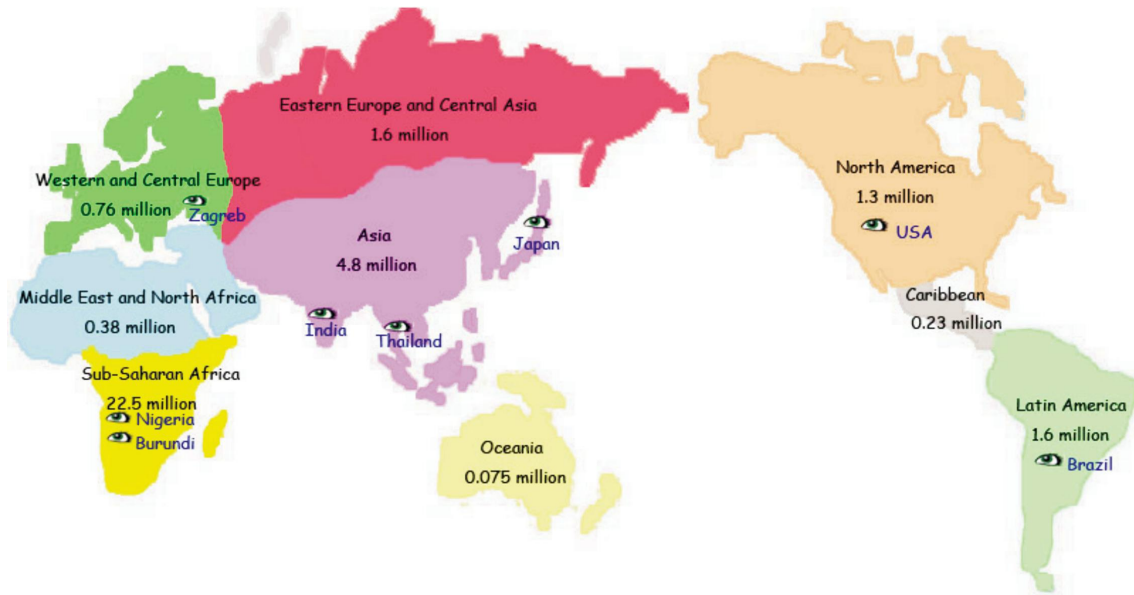 Eastern Europe and Central Asia
1.6 million
Western and Central Europe
0.76 million
Zagreb
Asia
4.8 million
Japan
India
Thailand
Middle East and North Africa
0.38 million
Sub-Saharan Africa
22.5 million
Nigeria
Burundi
Oceania
0.075 million
North America
1.3 million
USA
Caribbean
0.23 million
Latin America
1.6 million
Brazil